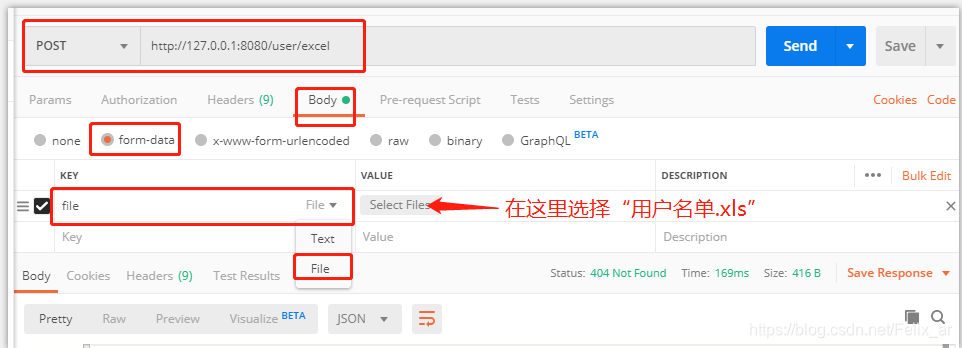 POST http://127.0.0.1:8080/user/excel Send Save
Params Authorization Headers (9) Body Pre-request Script Tests Settings Cookies Code
none form-data x-www-form-urlencoded raw binary GraphQL BETA
KEY VALUE DESCRIPTION ••• Bulk Edit
file File Select Files 在这里选择“用户名单.xls”
Key Text Value Description
File
Body Cookies Headers (9) Test Results Status: 404 Not Found Time: 169ms Size: 416 B Save Response
Pretty Raw Preview Visualize BETA JSON
https://blog.csdn.net/Felix_ar